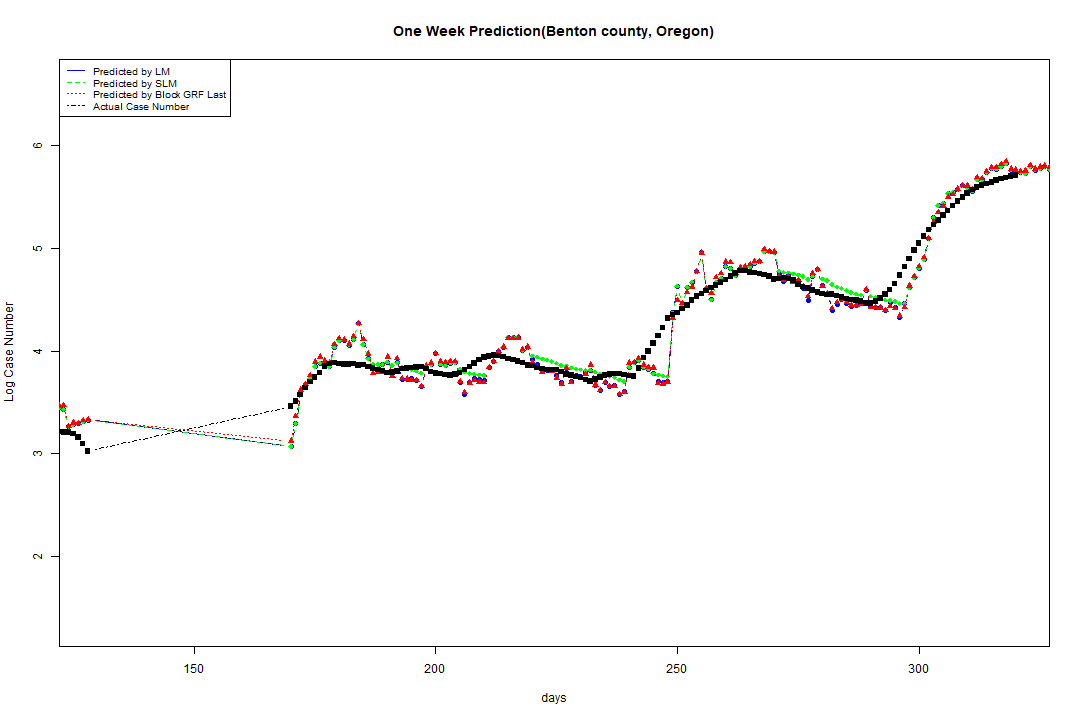 One Week Prediction(Benton county, Oregon)
Predicted by LM
Predicted by SLM
Predicted by Block GRF Last
Actual Case Number
6
5
4
3
2
Log Case Number
150
200
250
300
days